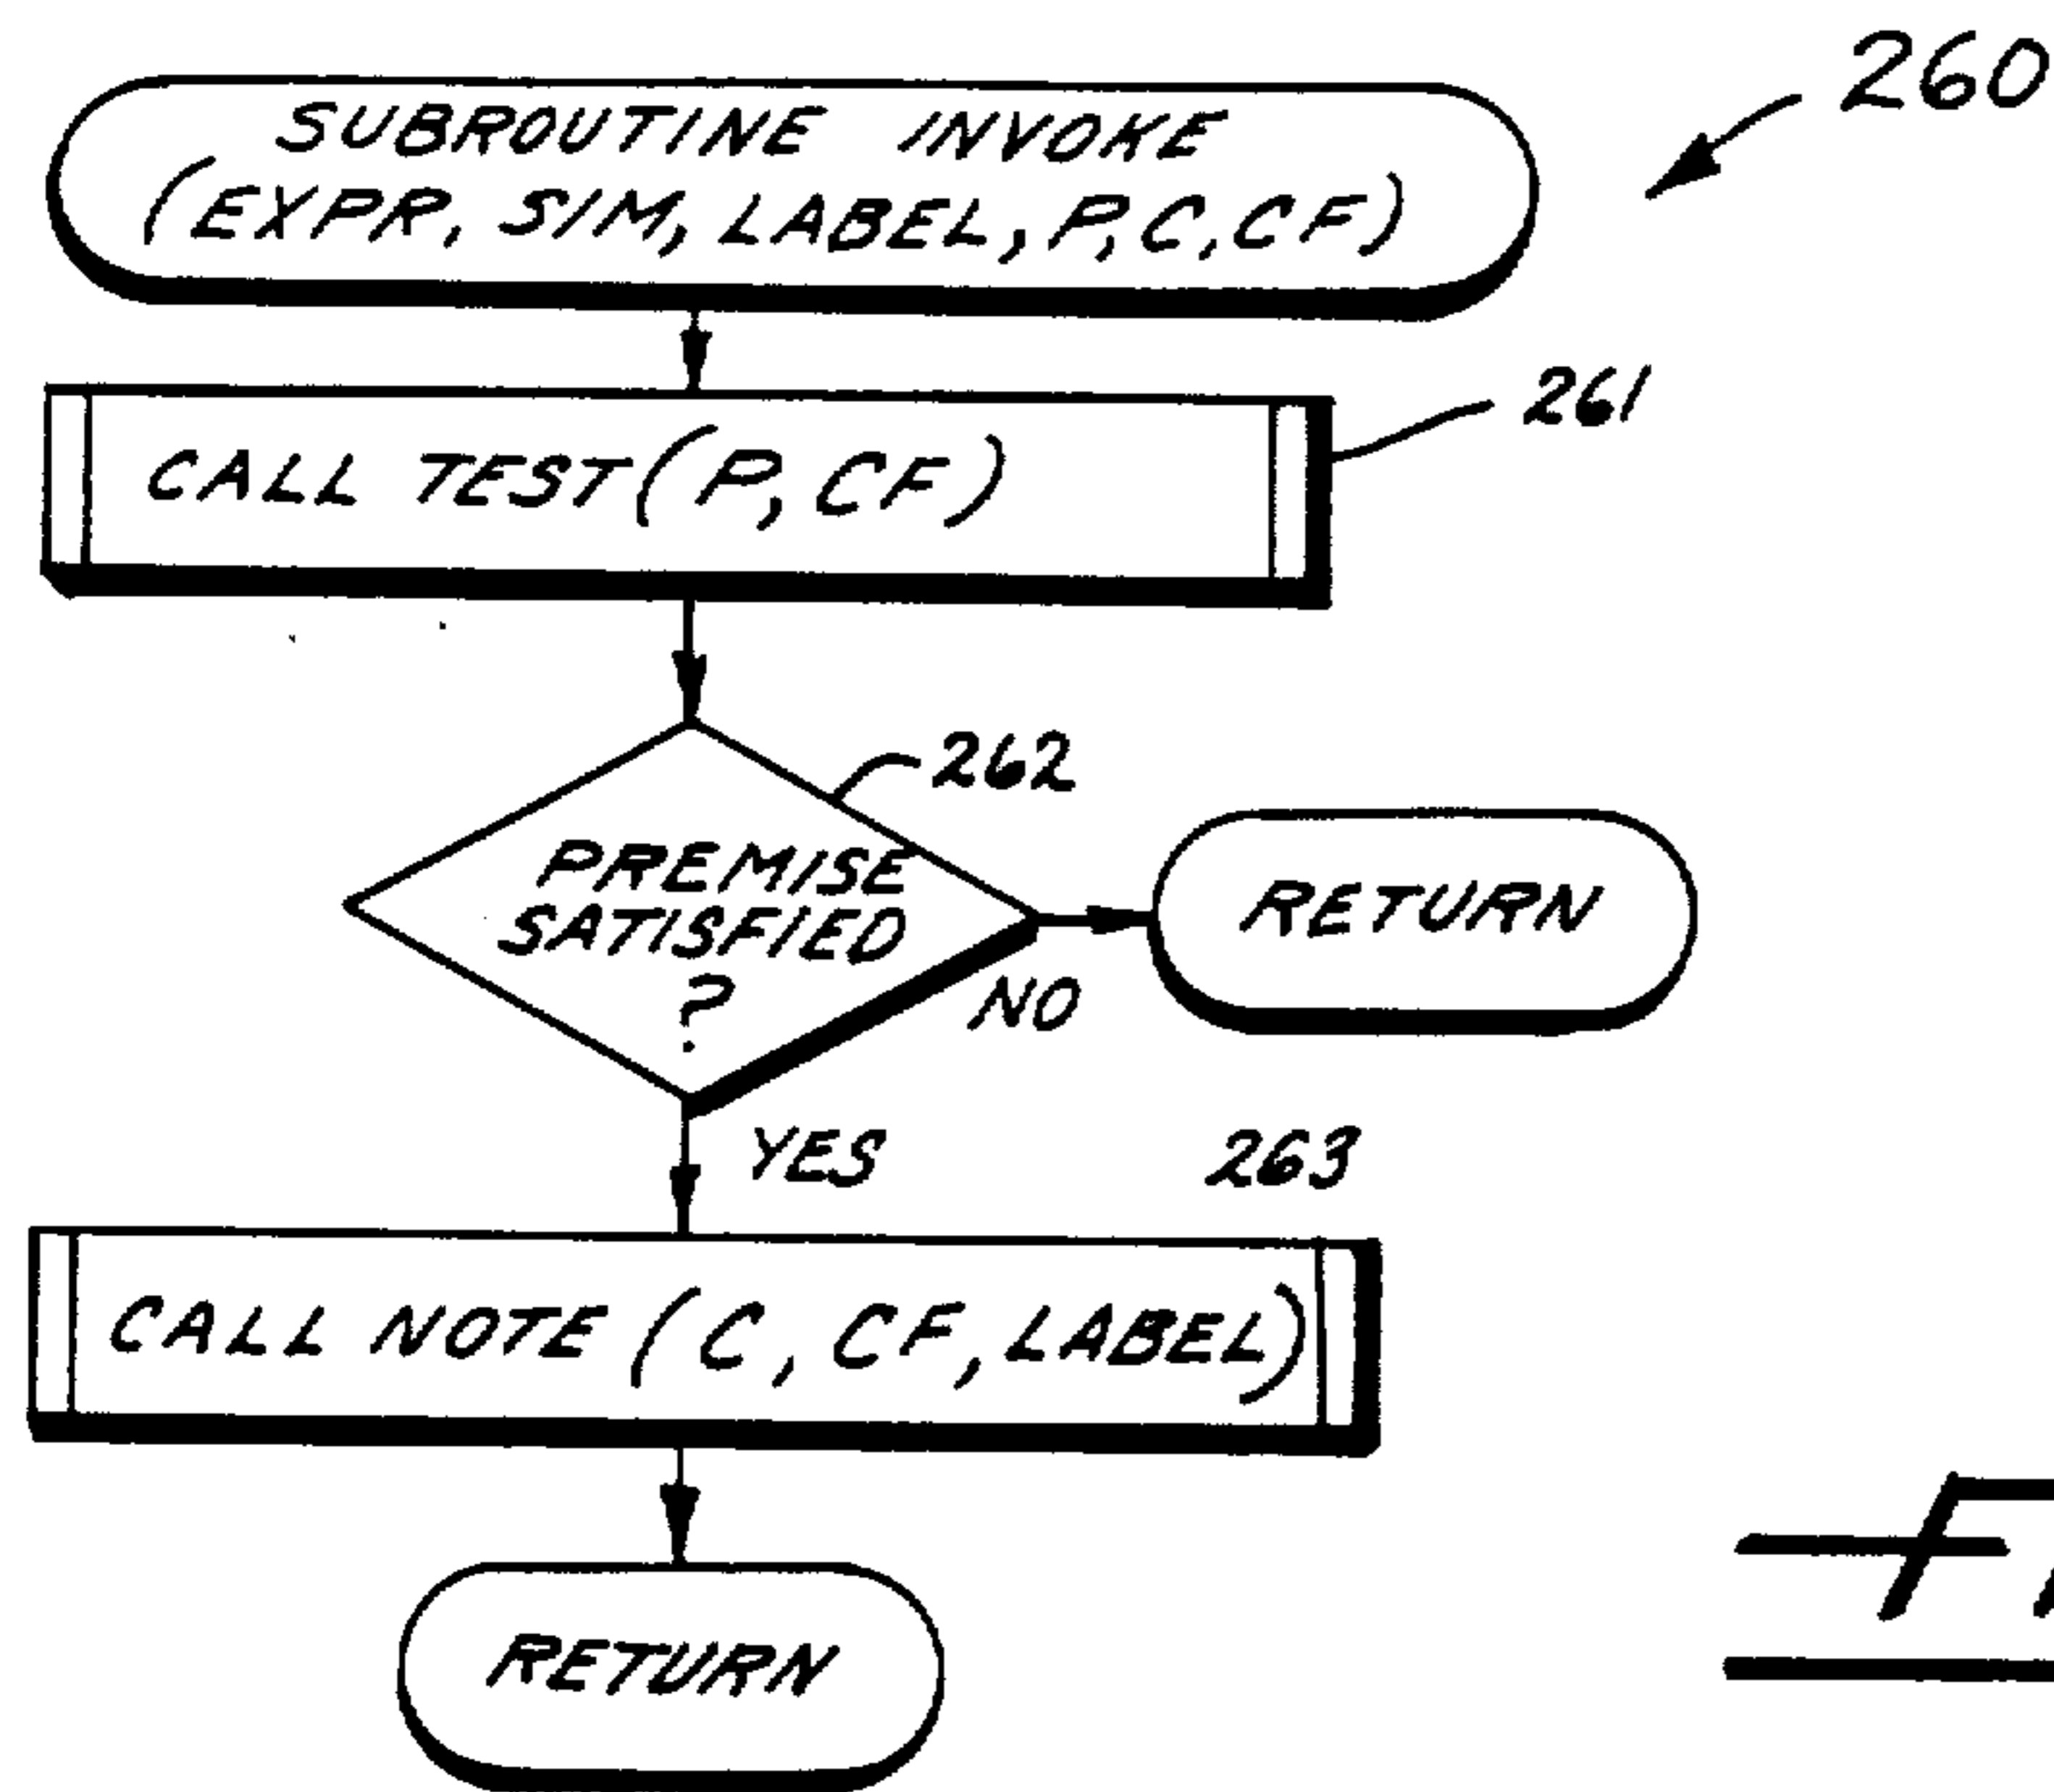 260
SUBROUTINE INVOKE
(EXPR, SIM, LABEL, P, C, CF)
261
CALL TEST (P, CF)
262
PREMISE
SATISFIED
?
RETURN
NO
YES
263
CALL NOTE (C, CF, LABEL)
RETURN